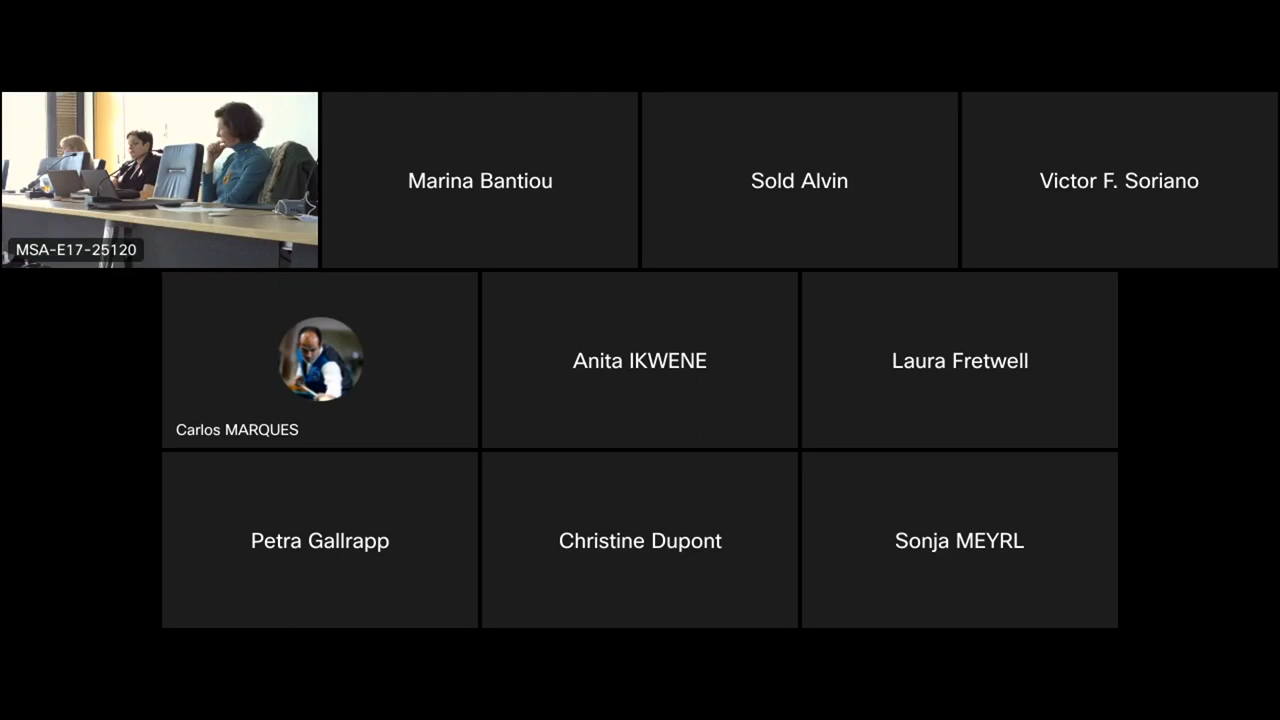 MSA-E17-25120
Marina Bantiou
Sold Alvin
Victor F. Soriano
Carlos MARQUES
Anita IKWENE
Laura Fretwell
Petra Gallrapp
Christine Dupont
Sonja MEYRL